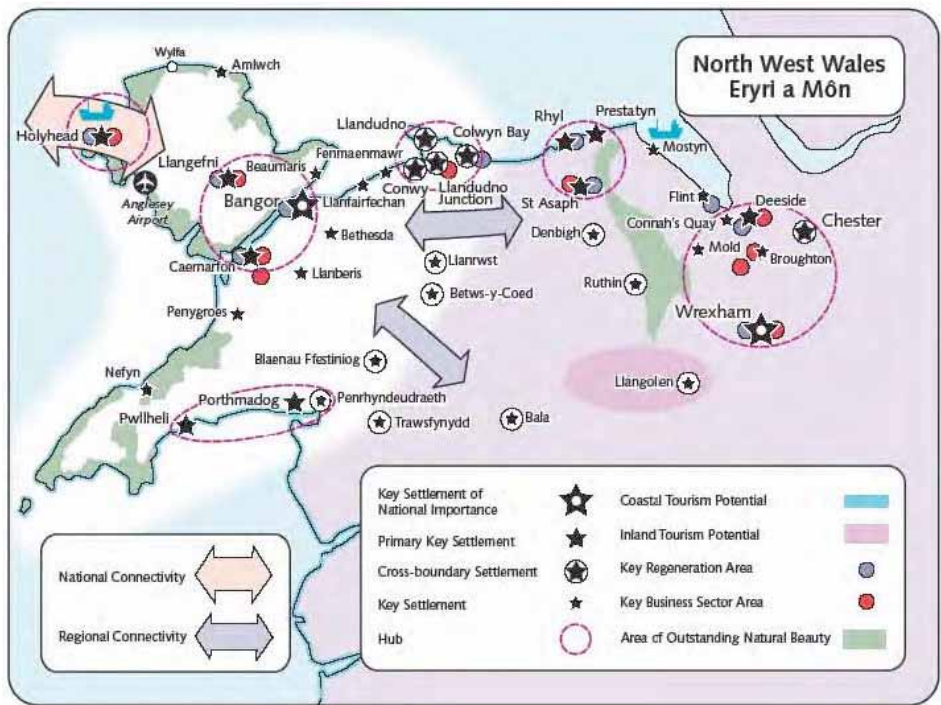 North West Wales
Eryri a Môn
Wylfa
Amlwch
Holyhead
Llangefni
Beaumaris
Fenmaenmawr
Llandudno
Colwyn Bay
Rhyl
Prestatyn
Mostyn
Anglesey
Airport
Bangor
Llanfairfechan
Conwy
Llandudno
Junction
St Asaph
Flint
Deeside
Connah's Quay
Chester
Mold
Broughton
Bethesda
Denbigh
Caernarfon
Llanberis
Llanrwst
Betws-y-Coed
Ruthin
Penygroes
Wrexham
Blaenau Ffestiniog
Nefyn
Llangolen
Porthmadog
Penrhyndeudraeth
Pwllheli
Trawsfynydd
Bala
National Connectivity
Regional Connectivity
Key Settlement of
National Importance
Primary Key Settlement
Cross-boundary Settlement
Key Settlement
Hub
Coastal Tourism Potential
Inland Tourism Potential
Key Regeneration Area
Key Business Sector Area
Area of Outstanding Natural Beauty